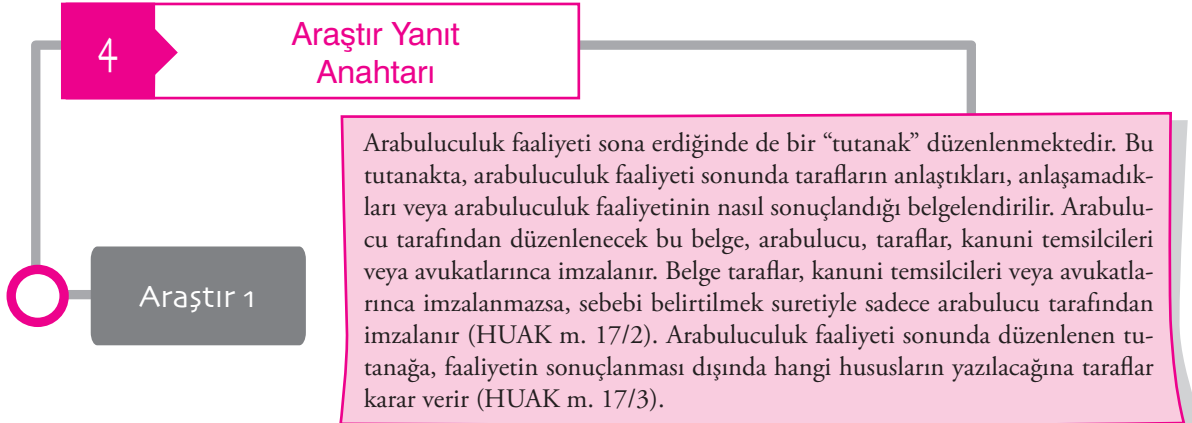 4
Araştır Yanıt
Anahtarı
Araştır 1
Arabuluculuk faaliyeti sona erdiğinde de bir “tutanak” düzenlenmektedir. Bu
tutanakta, arabuluculuk faaliyeti sonunda tarafların anlaştıkları, anlaşamadık-
ları veya arabuluculuk faaliyetinin nasıl sonuçlandığı belgelendirilir. Arabulu-
cu tarafından düzenlenecek bu belge, arabulucu, taraflar, kanuni temsilcileri
veya avukatlarınca imzalanır. Belge taraflar, kanuni temsilcileri veya avukatla-
rınca imzalanmazsa, sebebi belirtilmek suretiyle sadece arabulucu tarafından
imzalanır (HUAK m. 17/2). Arabuluculuk faaliyeti sonunda düzenlenen tu-
tanağa, faaliyetin sonuçlanması dışında hangi hususların yazılacağına taraflar
karar verir (HUAK m. 17/3).